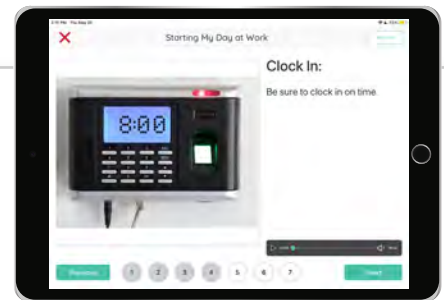 Starting My Day at Work
Clock In:
Be sure to clock in on time.
8:00
Previous 1 2 3 4 5 6 7 Next